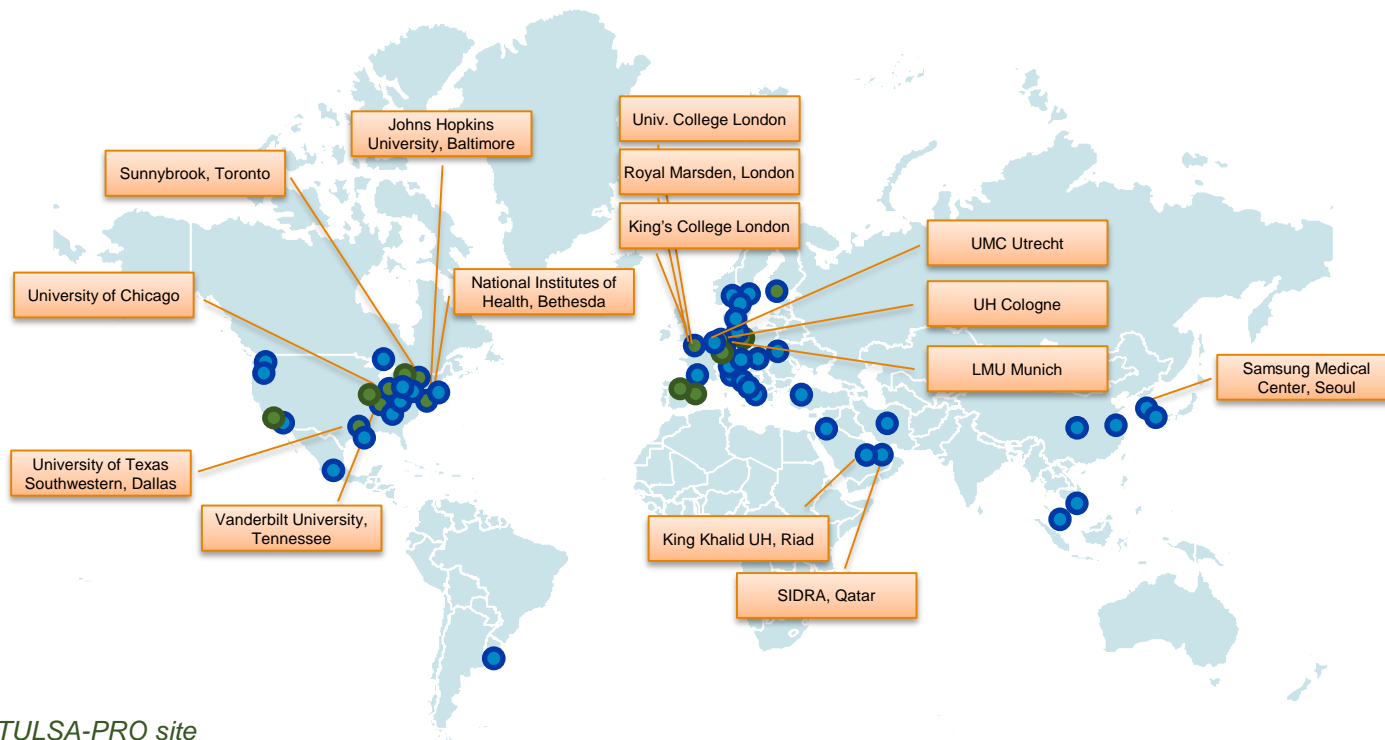 Johns Hopkins
University, Baltimore
Univ. College London
Sunnybrook, Toronto
Royal Marsden, London
King's College London
UMC Utrecht
University of Chicago
National Institutes of
Health, Bethesda
UH Cologne
LMU Munich
Samsung Medical
Center, Seoul
University of Texas
Southwestern, Dallas
Vanderbilt University,
Tennessee
King Khalid UH, Riad
SIDRA, Qatar
TULSA-PRO site